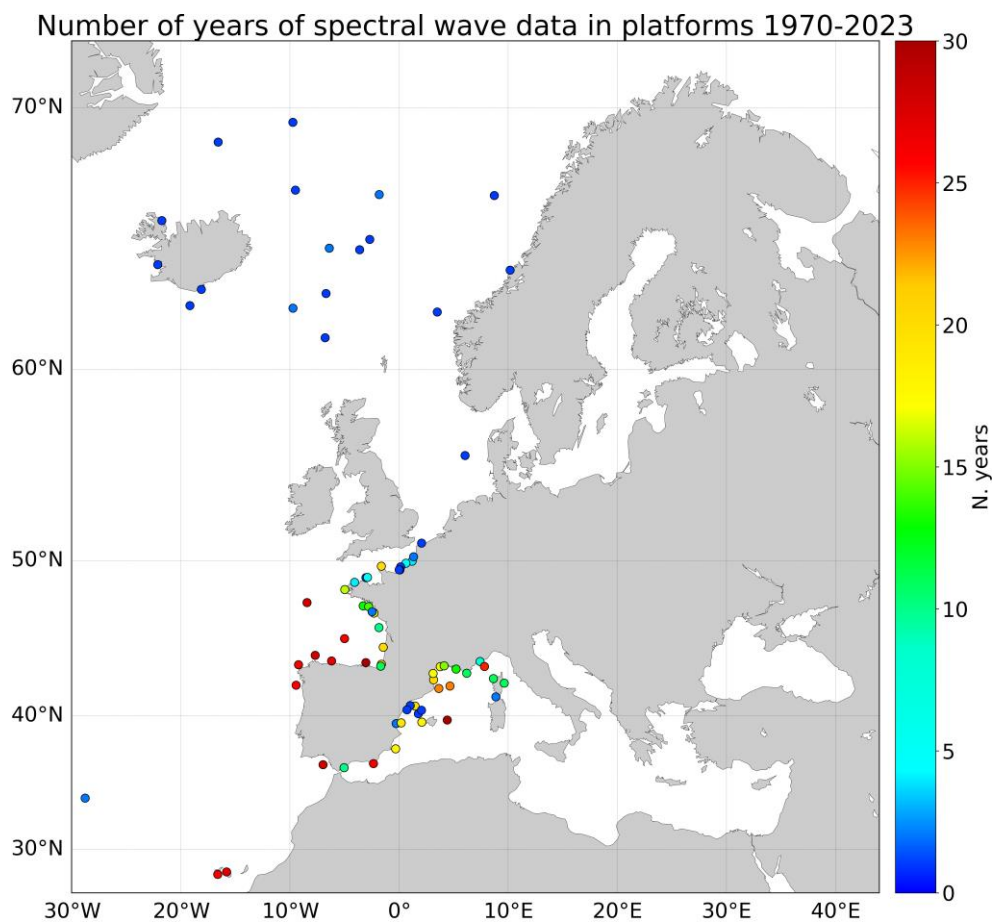 Number of years of spectral wave data in platforms 1970-2023
70°N
60°N
50°N
40°N
30°N
30°W
20°W
10°W
0°
10°E
20°E
30°E
40°E
30
25
20
15
10
5
0
N. years